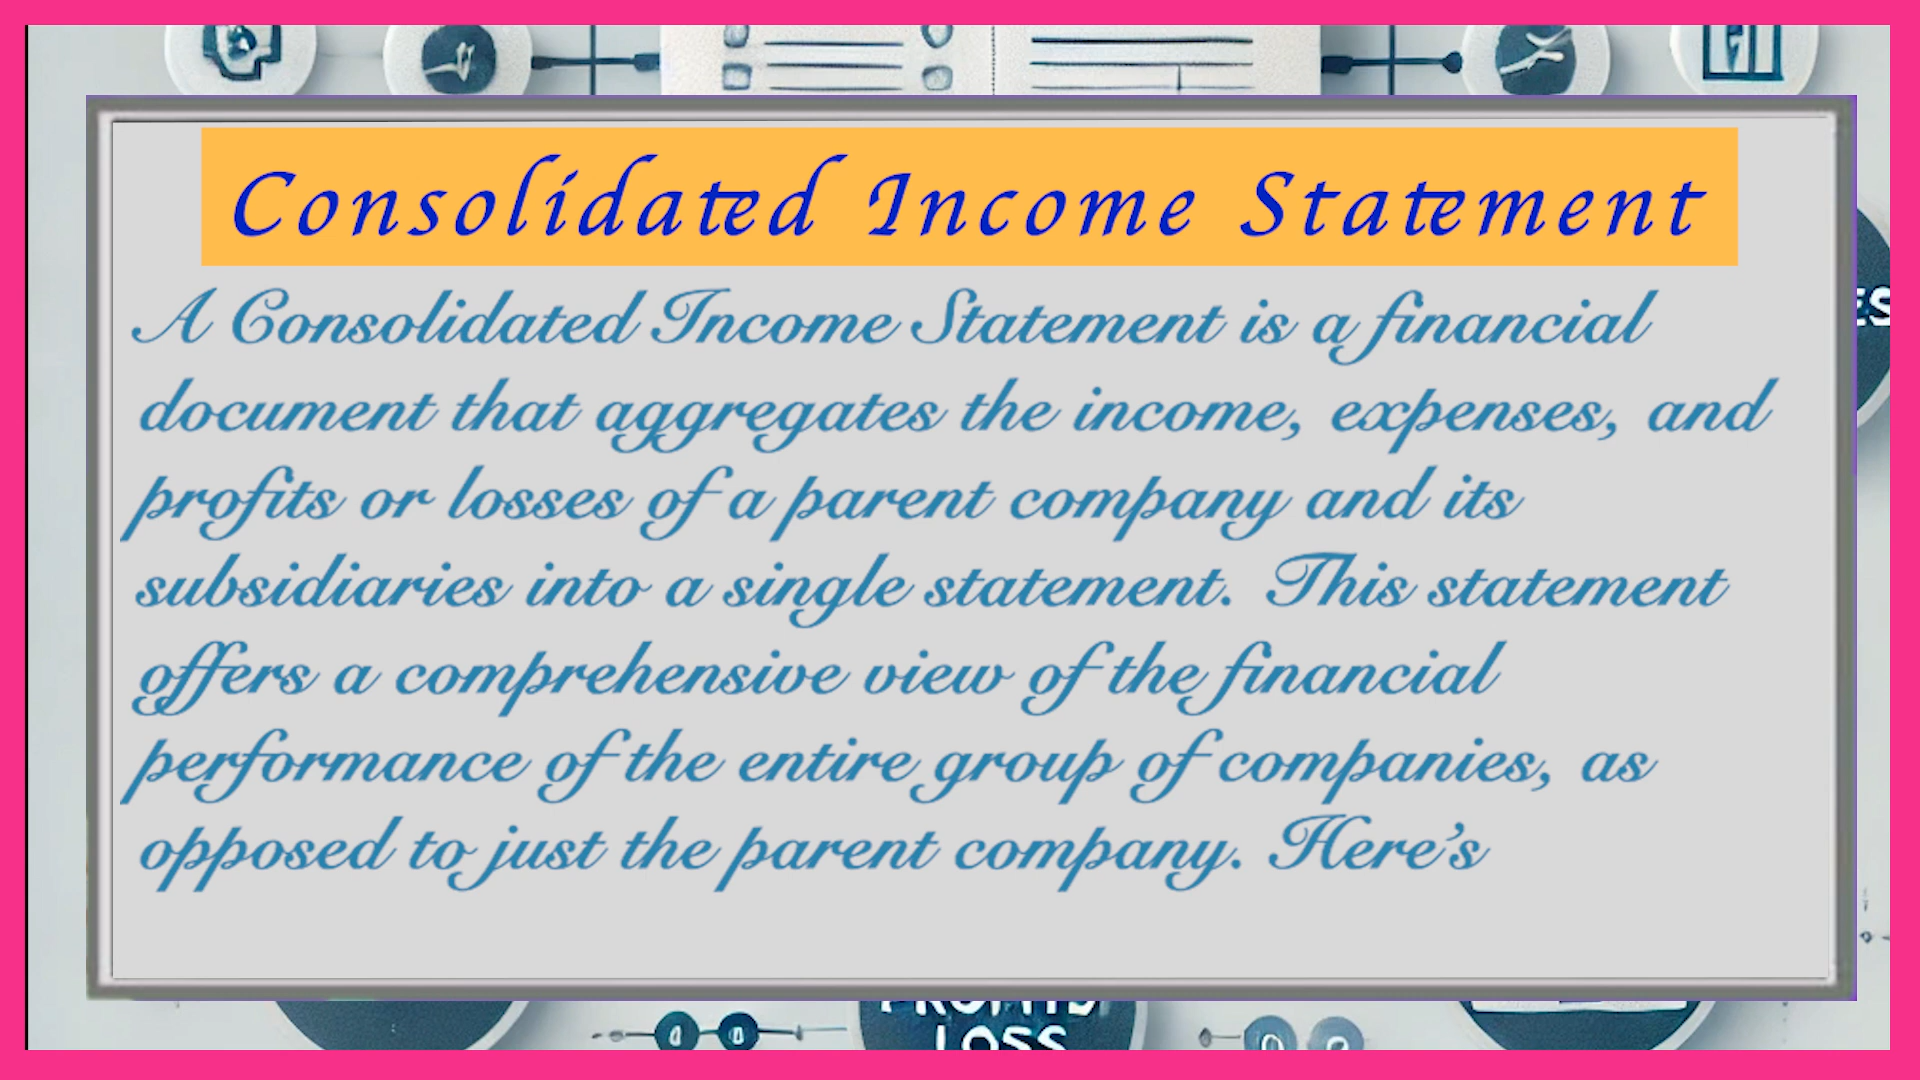 Consolidated Income Statement
A Consolidated Income Statement is a financial
document that aggregates the income, expenses, and
profits or losses of a parent company and its
subsidiaries into a single statement. This statement
offers a comprehensive view of the financial
performance of the entire group of companies, as
opposed to just the parent company. Here’s
ES
LOSS